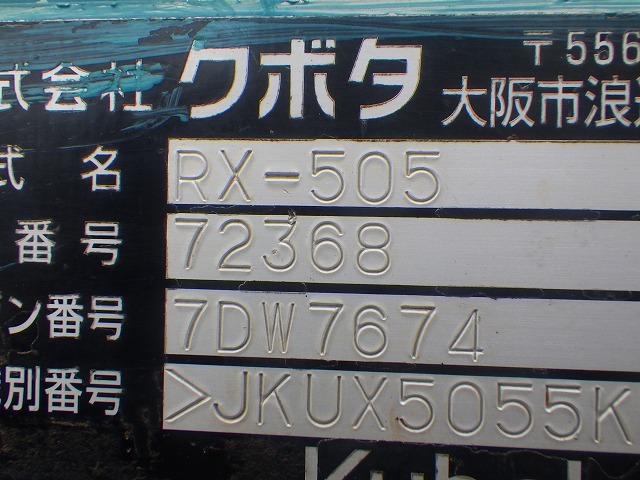 式会社 クボタ 〒556
大阪市浪
式名 RX-505
番号 72368
ン番号 7DW7674
別番号 >JKUX5055K
Kubo